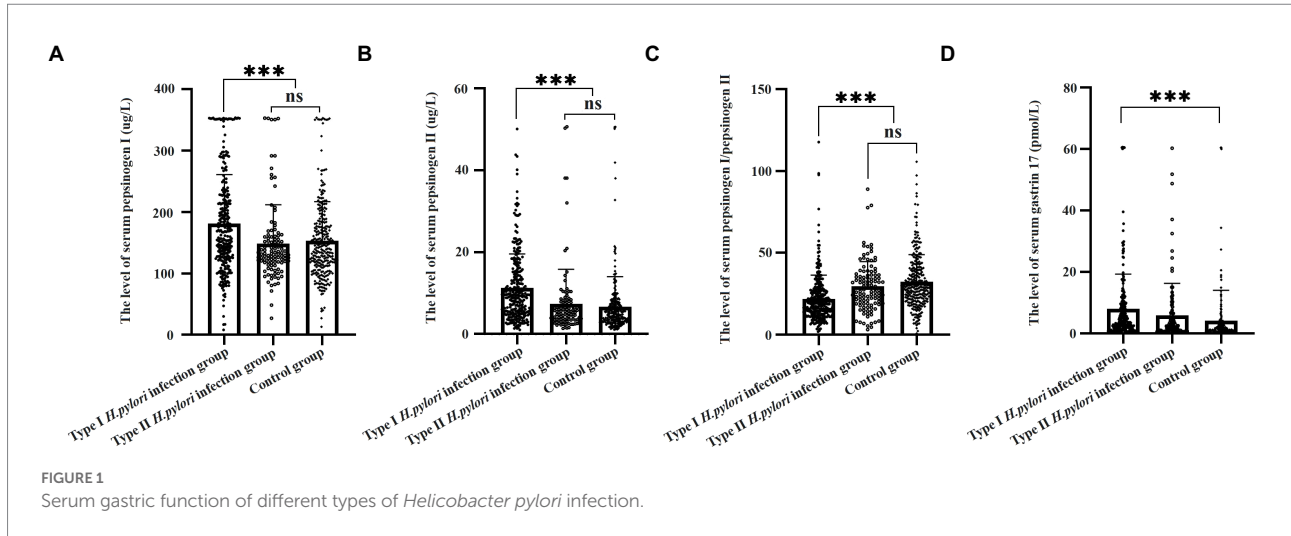 A
The level of serum pepsinogen I (ug/L)
400
300
200
100
0
***
ns
Type I H.pylori infection group
Type II H.pylori infection group
Control group
B
The level of serum pepsinogen II (ug/L)
60
40
20
0
***
ns
Type I H.pylori infection group
Type II H.pylori infection group
Control group
C
The level of serum pepsinogen I/pepsinogen II
150
100
50
0
***
ns
Type I H.pylori infection group
Type II H.pylori infection group
Control group
D
The level of serum gastrin 17 (pmol/L)
80
60
40
20
0
***
Type I H.pylori infection group
Type II H.pylori infection group
Control group
FIGURE 1
Serum gastric function of different types of Helicobacter pylori infection.